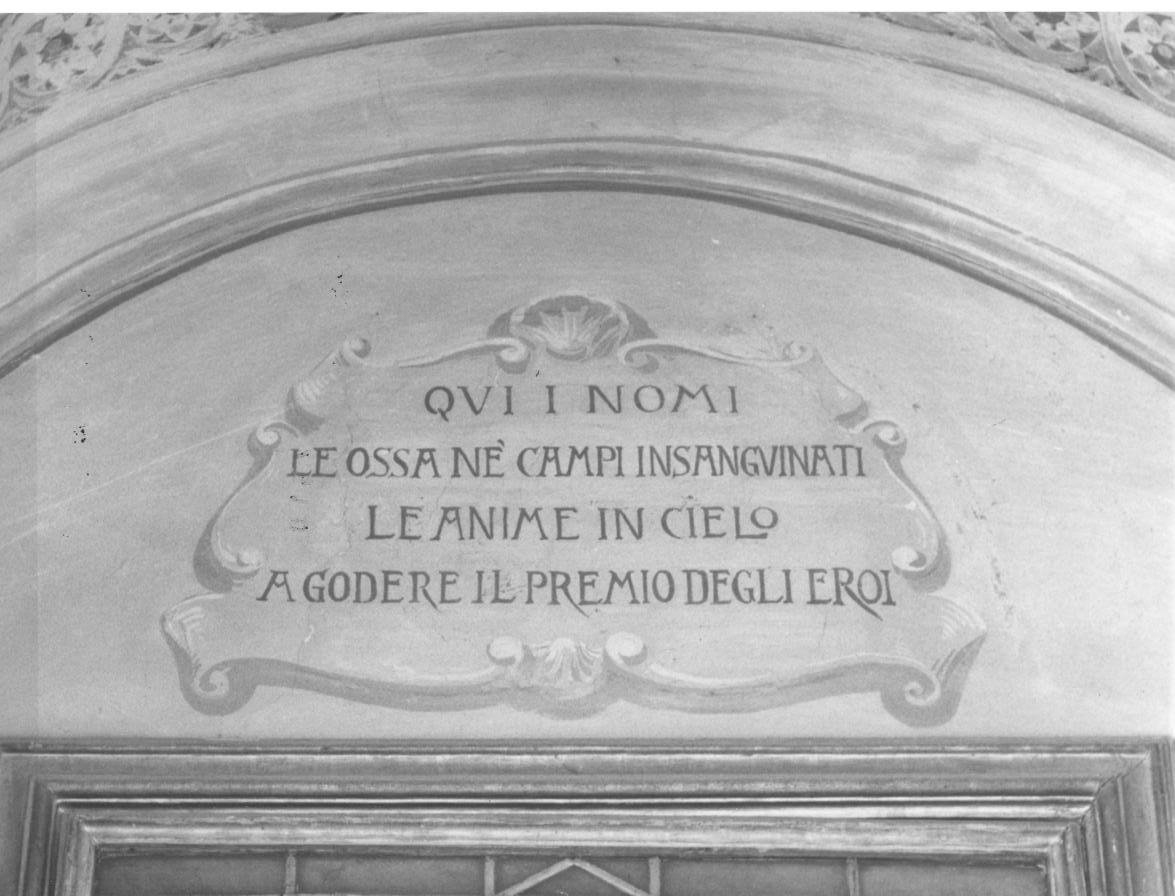 QVI I NOMI
LE OSSA NÈ CAMPI INSANGVINATI
LE ANIME IN CIELO
A GODERE IL PREMIO DEGLI EROI